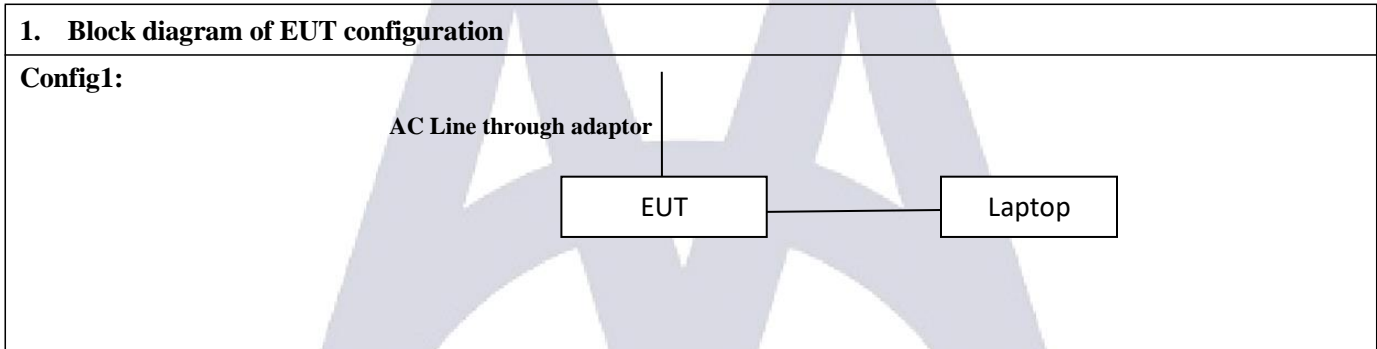 1. Block diagram of EUT configuration
Config1:
AC Line through adaptor
EUT
Laptop